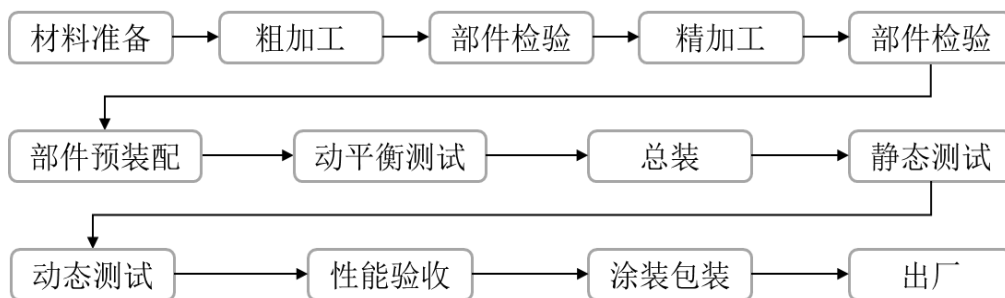 材料准备 粗加工 部件检验 精加工 部件检验
部件预装配 动平衡测试 总装 静态测试
动态测试 性能验收 涂装包装 出厂